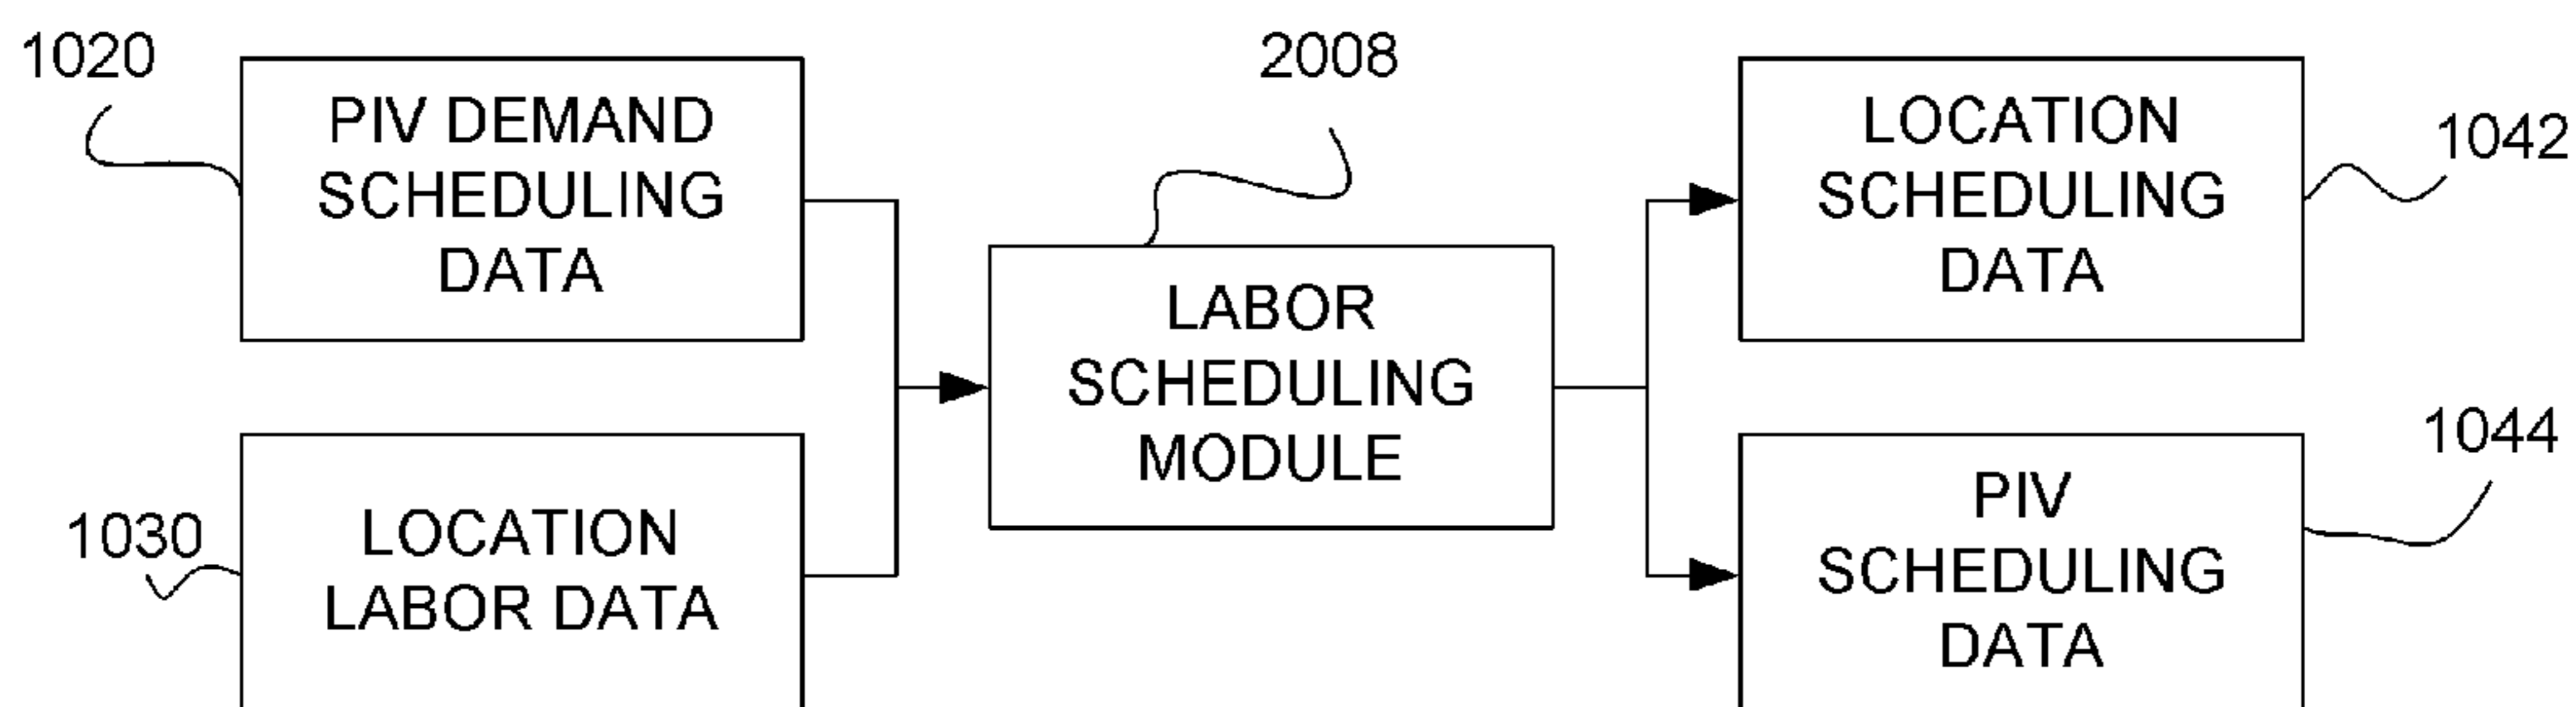 1020
PIV DEMAND
SCHEDULING
DATA
1030
LOCATION
LABOR DATA
2008
LABOR
SCHEDULING
MODULE
LOCATION
SCHEDULING
DATA
1042
PIV
SCHEDULING
DATA
1044